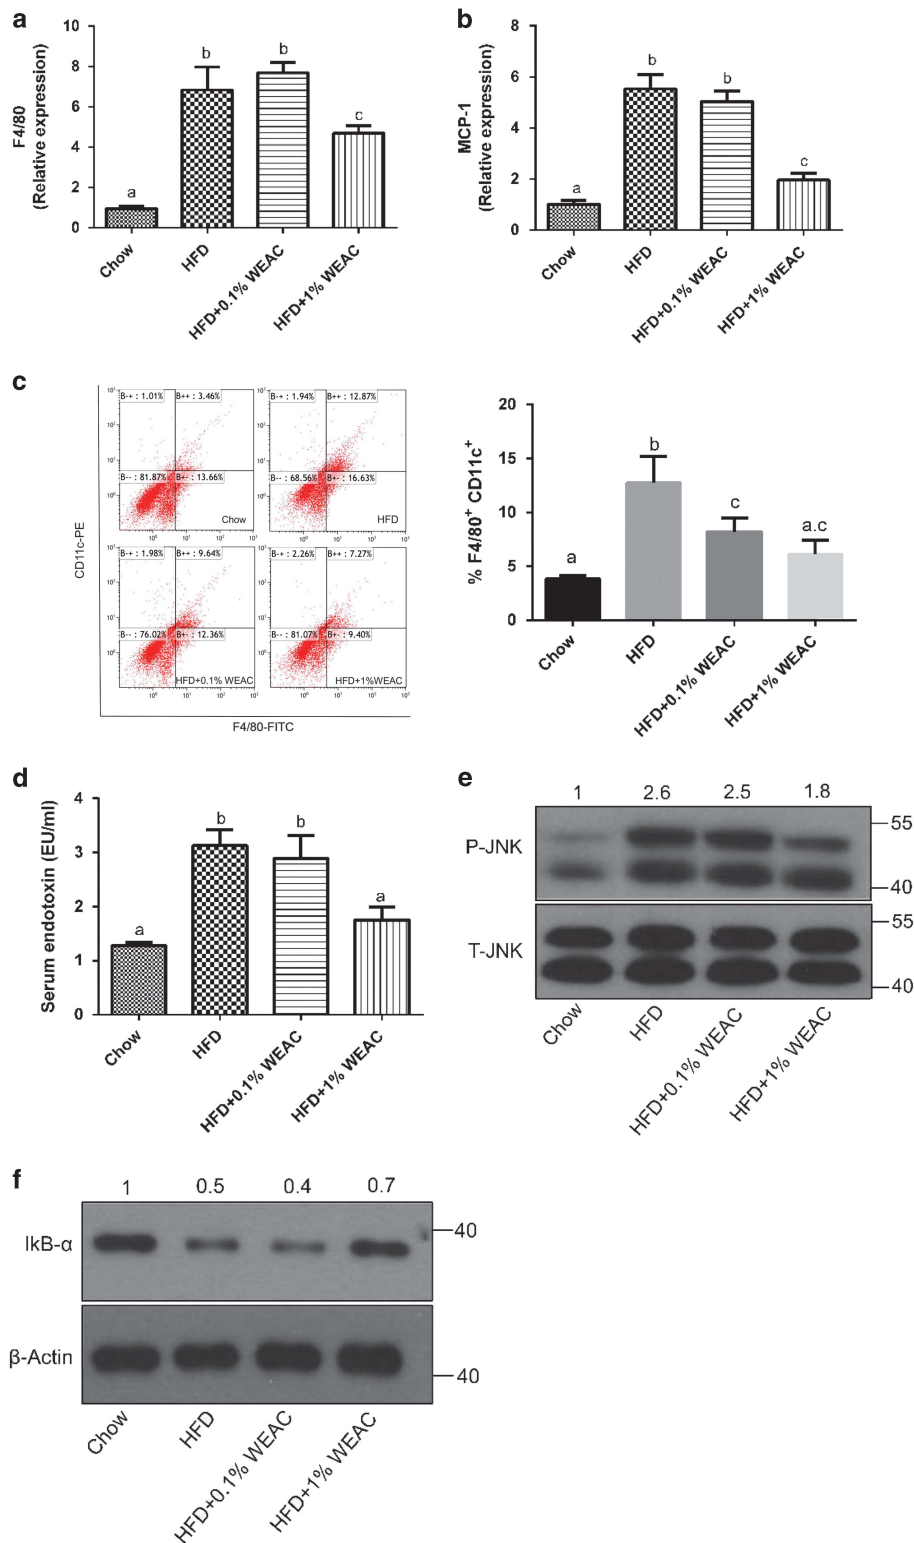 a
F4/80
(Relative expression)
10
8
6
4
2
0
a
b
b
c
Chow
HFD
HFD+0.1% WEAC
HFD+1% WEAC
b
MCP-1
(Relative expression)
8
6
4
2
0
a
b
b
c
Chow
HFD
HFD+0.1% WEAC
HFD+1% WEAC
c
CD11c-PE
B-+ : 1.01%
B++ : 3.46%
B-- : 81.87%
B+- : 13.66%
Chow
B-+ : 1.94%
B++ : 12.87%
B-- : 68.56%
B+- : 16.63%
HFD
B-+ : 1.98%
B++ : 9.64%
B-- : 76.02%
B+- : 12.36%
HFD+0.1% WEAC
B-+ : 2.26%
B++ : 7.27%
B-- : 81.07%
B+- : 9.40%
HFD+1%WEAC
F4/80-FITC
% F4/80+ CD11c+
20
15
10
5
0
a
b
c
a.c
Chow
HFD
HFD+0.1% WEAC
HFD+1% WEAC
d
Serum endotoxin (EU/ml)
4
3
2
1
0
a
b
b
a
Chow
HFD
HFD+0.1% WEAC
HFD+1% WEAC
e
1 2.6 2.5 1.8
P-JNK
55
40
T-JNK
55
40
Chow
HFD
HFD+0.1% WEAC
HFD+1% WEAC
f
1 0.5 0.4 0.7
IkB-α
40
β-Actin
40
Chow
HFD
HFD+0.1% WEAC
HFD+1% WEAC